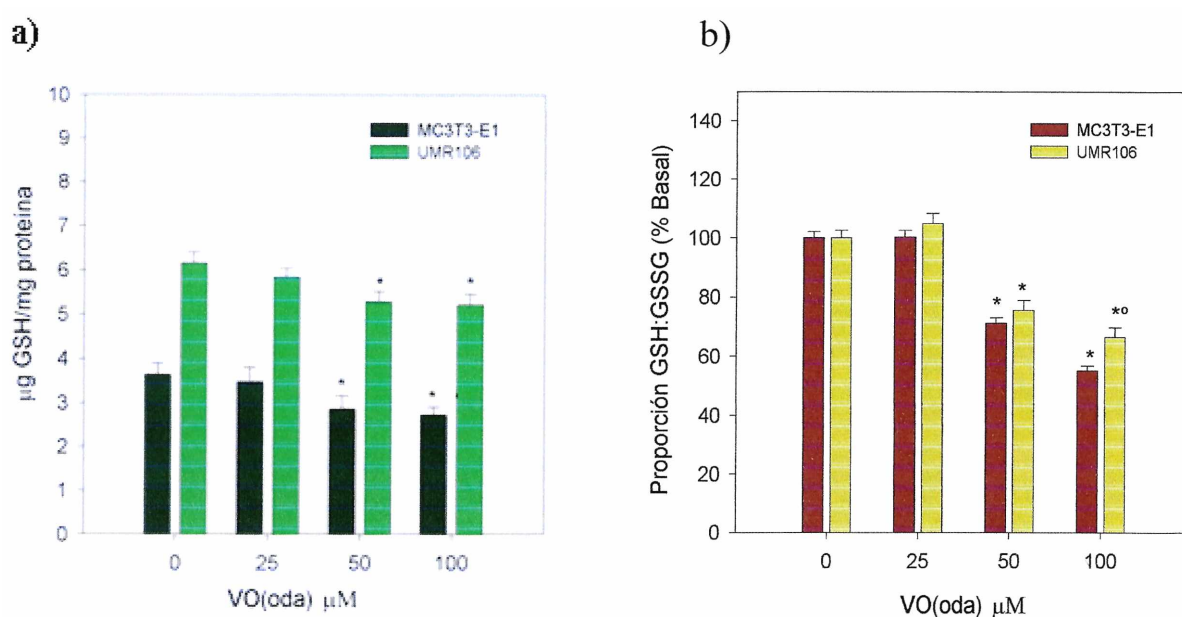 a)
10
9
8
7
6
5
4
3
2
1
0
µg GSH/mg proteina
MC3T3-E1
UMR106
*
*
*
*
0 25 50 100
VO(oda) µM
b)
140
120
100
80
60
40
20
0
Proporción GSH:GSSG (% Basal)
MC3T3-E1
UMR106
*
*
*
*º
0 25 50 100
VO(oda) µM